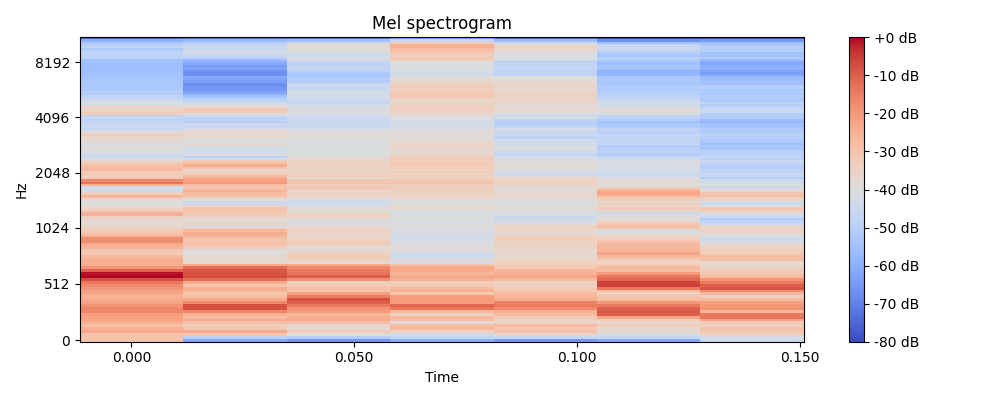 Mel spectrogram
Hz
8192
4096
2048
1024
512
0
0.000 0.050 0.100 0.150
Time
+0 dB
-10 dB
-20 dB
-30 dB
-40 dB
-50 dB
-60 dB
-70 dB
-80 dB